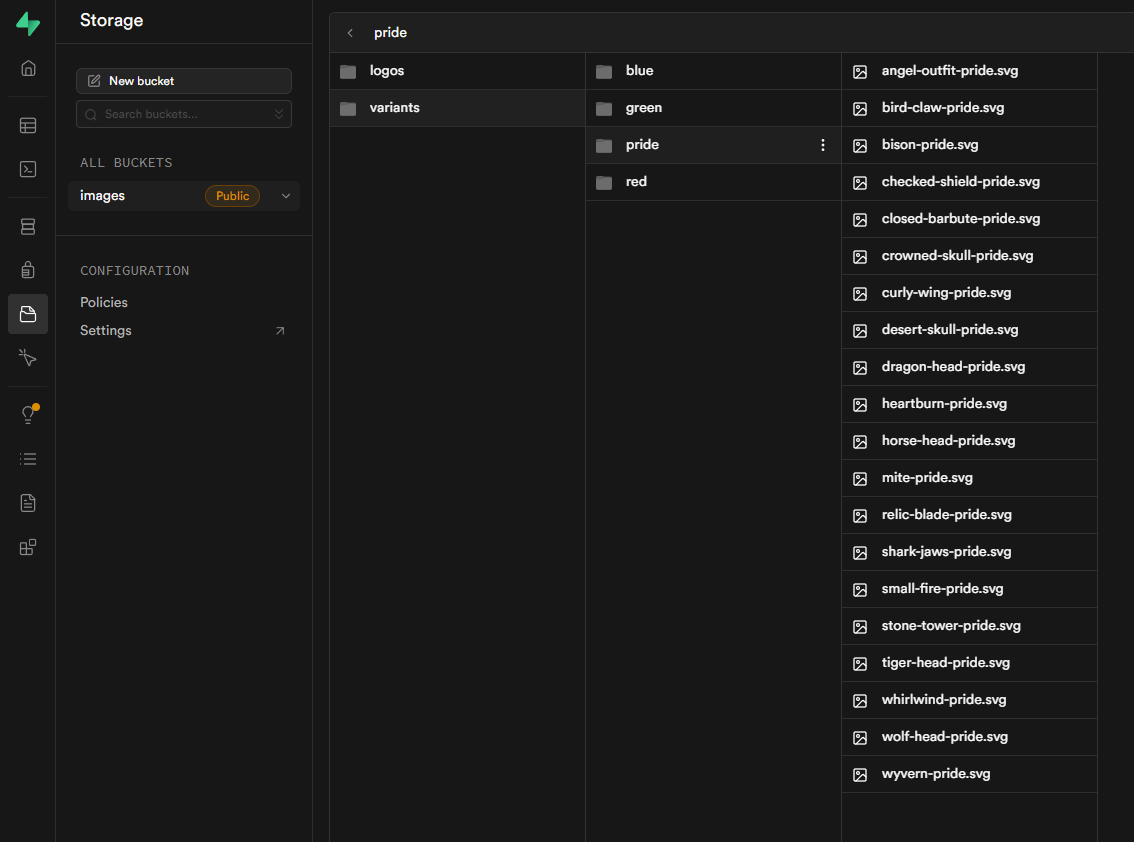 Storage
New bucket
Search buckets...
ALL BUCKETS
images
Public
CONFIGURATION
Policies
Settings
pride
logos
variants
blue
green
pride
red
angel-outfit-pride.svg
bird-claw-pride.svg
bison-pride.svg
checked-shield-pride.svg
closed-barbute-pride.svg
crowned-skull-pride.svg
curly-wing-pride.svg
desert-skull-pride.svg
dragon-head-pride.svg
heartburn-pride.svg
horse-head-pride.svg
mite-pride.svg
relic-blade-pride.svg
shark-jaws-pride.svg
small-fire-pride.svg
stone-tower-pride.svg
tiger-head-pride.svg
whirlwind-pride.svg
wolf-head-pride.svg
wyvern-pride.svg